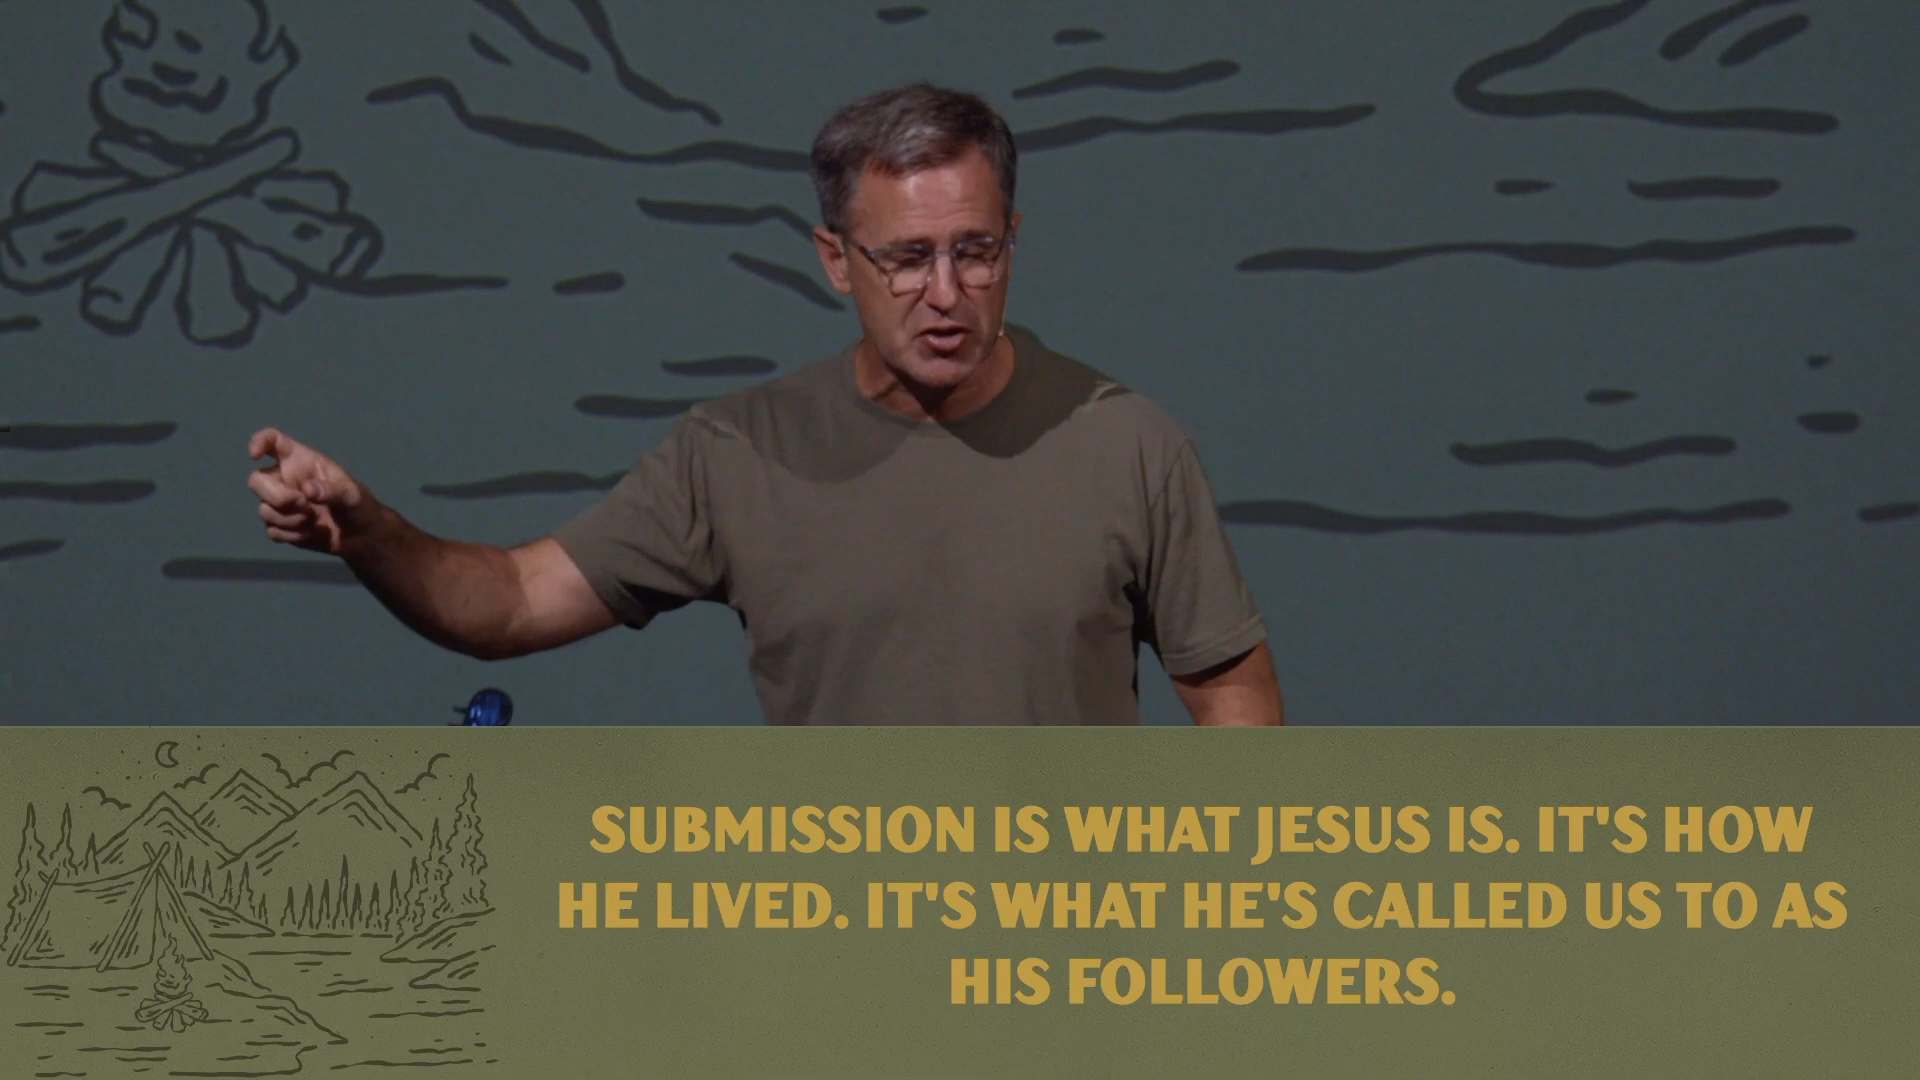 SUBMISSION IS WHAT JESUS IS. IT'S HOW
HE LIVED. IT'S WHAT HE'S CALLED US TO AS
HIS FOLLOWERS.